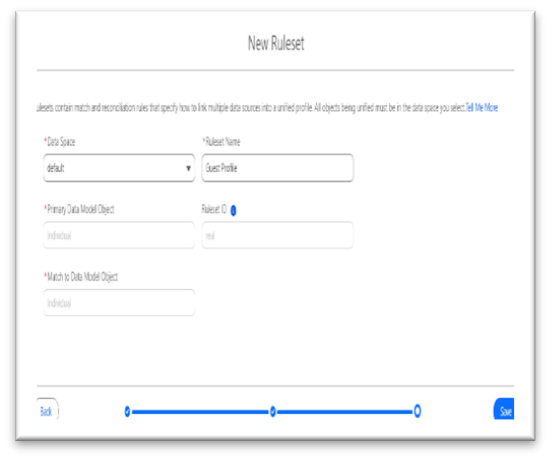 New Ruleset
ulesets contain match and reconciliation rules that specify how to link multiple data sources into a unified profile. All objects being unified must be in the data space you select Tell Me More
*Data Space
*Ruleset Name
default
Guest Profile
*Primary Data Model Object
Ruleset ID
Individual
real
*Match to Data Model Object
Individual
Back
Save